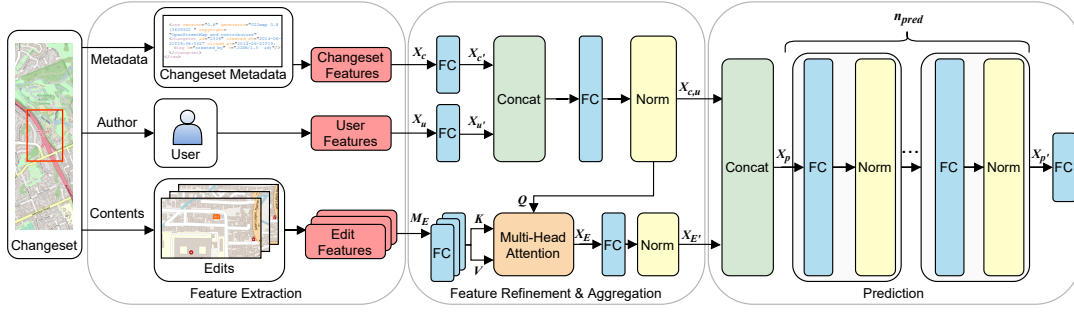 Changeset
Metadata
Author
Contents
Changeset Metadata
User
Edits
Changeset
Features
User
Features
Edit
Features
Feature Extraction
X_c
FC
X_c'
X_u
FC
X_u'
Concat
FC
Norm
X_c,u
Q
M_E
FC
K
V
Multi-Head
Attention
X_E
FC
Norm
X_E'
Feature Refinement & Aggregation
n_pred
Concat
X_p
FC
Norm
...
FC
Norm
X_p'
FC
Prediction